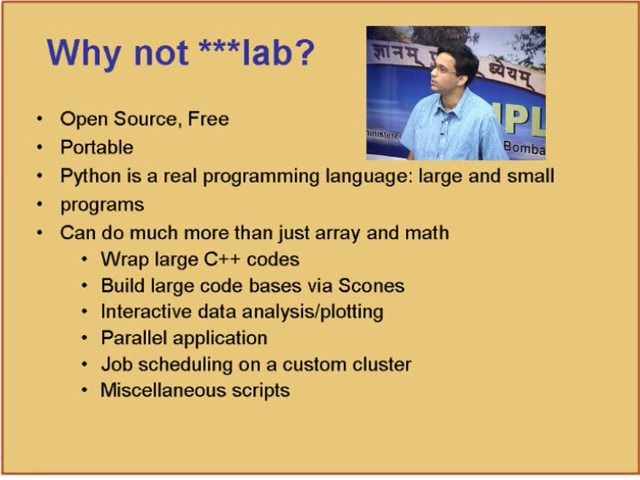 Why not ***lab?
ज्ञानम् प ध्येयम्
IPL
ministere
Bomba
• Open Source, Free
• Portable
• Python is a real programming language: large and small
• programs
• Can do much more than just array and math
• Wrap large C++ codes
• Build large code bases via Scones
• Interactive data analysis/plotting
• Parallel application
• Job scheduling on a custom cluster
• Miscellaneous scripts